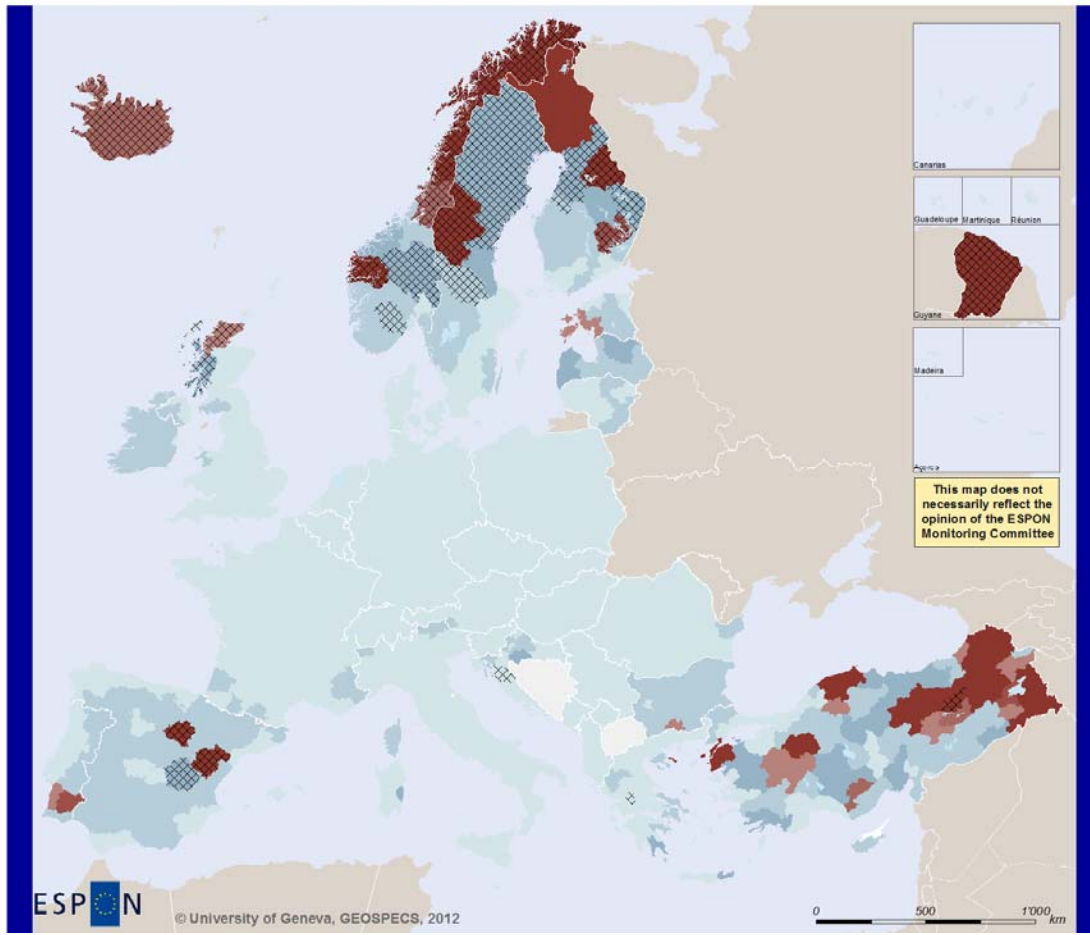 Canarias
Guadeloupe Martinique Réunion
Guyane
Madeira
Açores
This map does not
necessarily reflect the
opinion of the ESPON
Monitoring Committee
ESPON
© University of Geneva, GEOSPECS, 2012
0 500 1'000
km